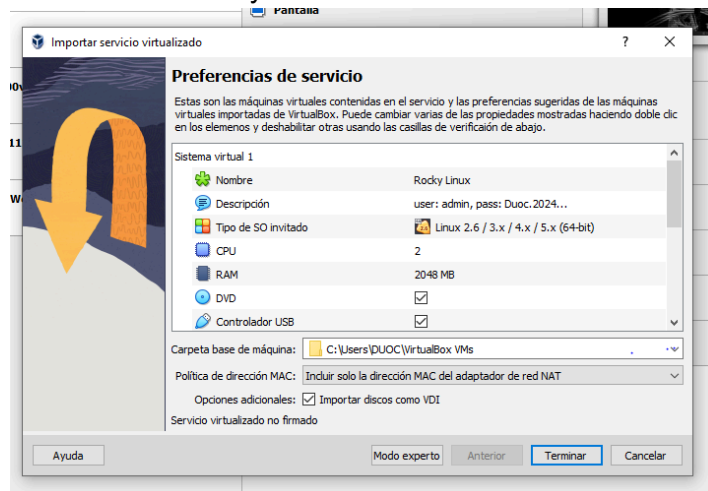 Pantalla
Importar servicio virtualizado
Preferencias de servicio
Estas son las máquinas virtuales contenidas en el servicio y las preferencias sugeridas de las máquinas
virtuales importadas de VirtualBox. Puede cambiar varias de las propiedades mostradas haciendo doble clic
en los elemenos y deshabilitar otras usando las casillas de verificaión de abajo.
Sistema virtual 1
Nombre Rocky Linux
Descripción user: admin, pass: Duoc.2024...
Tipo de SO invitado Linux 2.6 / 3.x / 4.x / 5.x (64-bit)
CPU 2
RAM 2048 MB
DVD
Controlador USB
Carpeta base de máquina: C:\Users\DUOC\VirtualBox VMs
Política de dirección MAC: Incluir solo la dirección MAC del adaptador de red NAT
Opciones adicionales: Importar discos como VDI
Servicio virtualizado no firmado
Ayuda Modo experto Anterior Terminar Cancelar